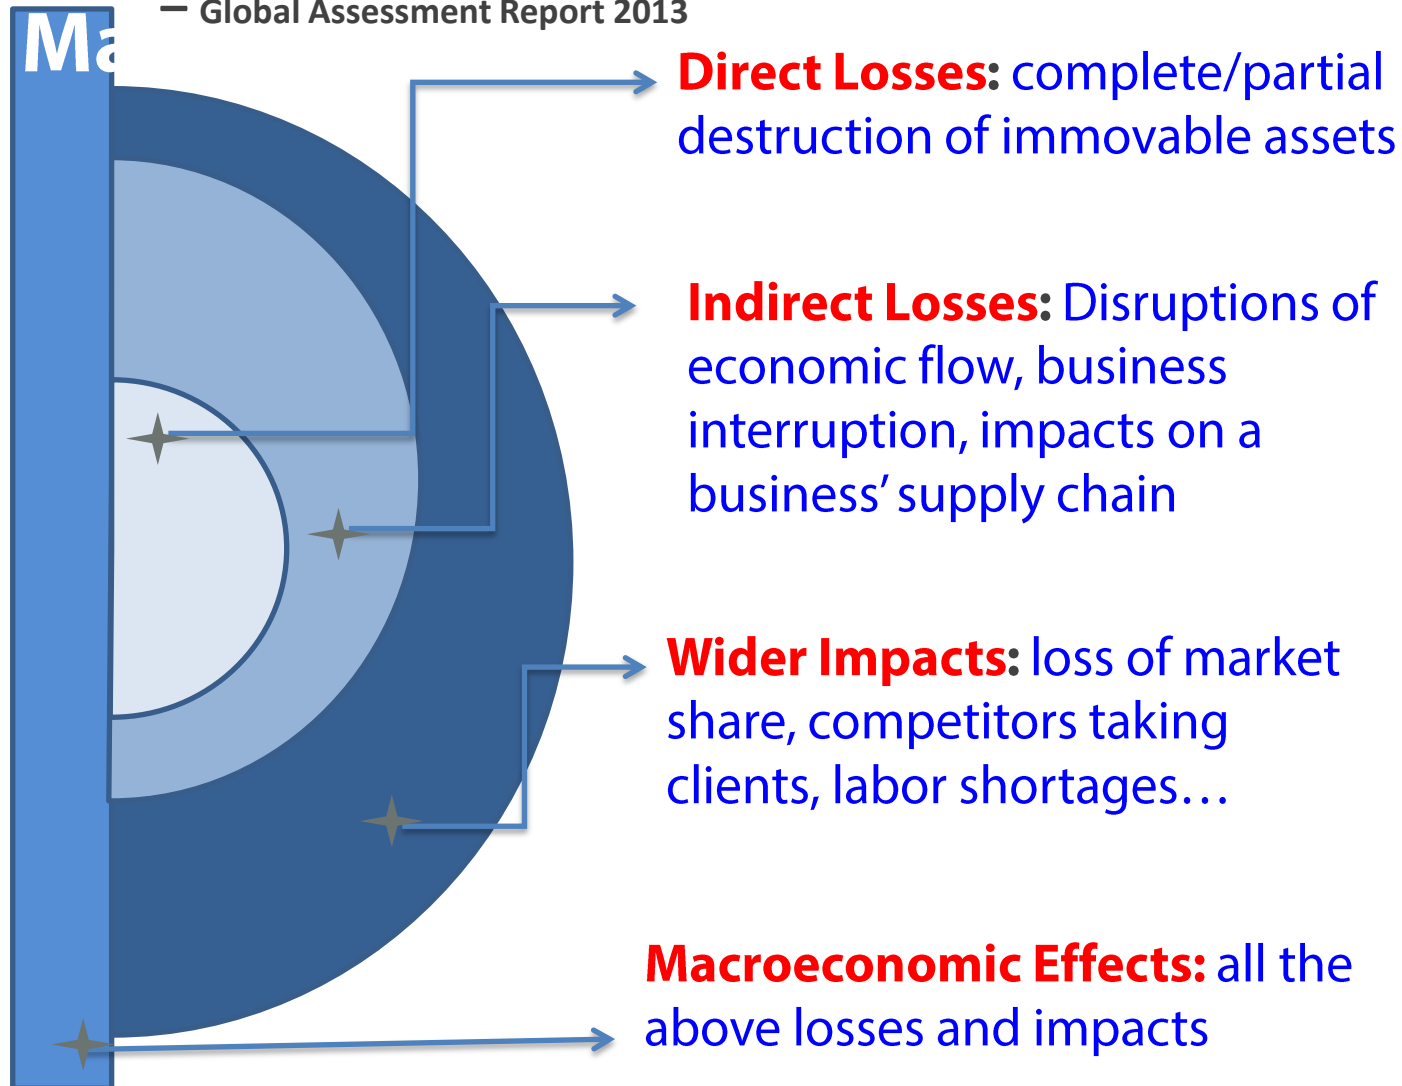 – Global Assessment Report 2013
Ma
Direct Losses: complete/partial
destruction of immovable assets
Indirect Losses: Disruptions of
economic flow, business
interruption, impacts on a
business’ supply chain
Wider Impacts: loss of market
share, competitors taking
clients, labor shortages…
Macroeconomic Effects: all the
above losses and impacts